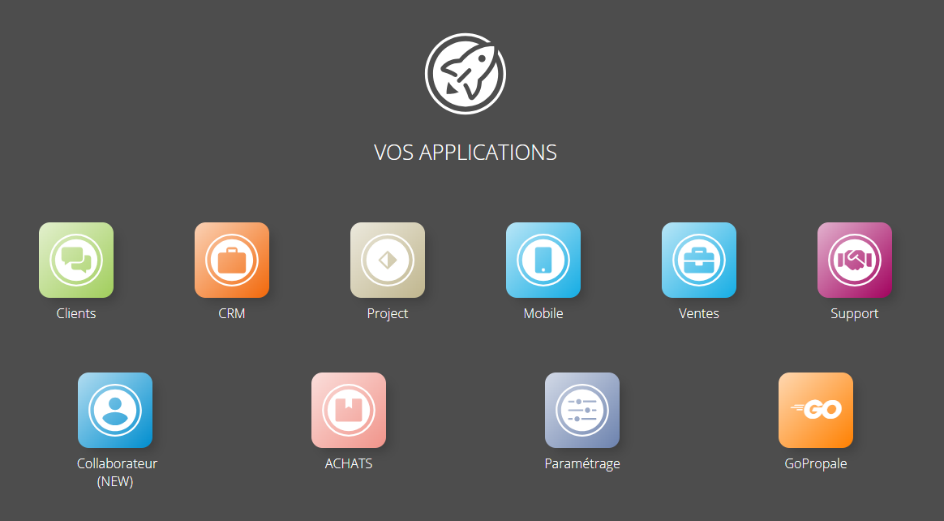 VOS APPLICATIONS
Clients
CRM
Project
Mobile
Ventes
Support
GO
Collaborateur
(NEW)
ACHATS
Paramétrage
GoPropale